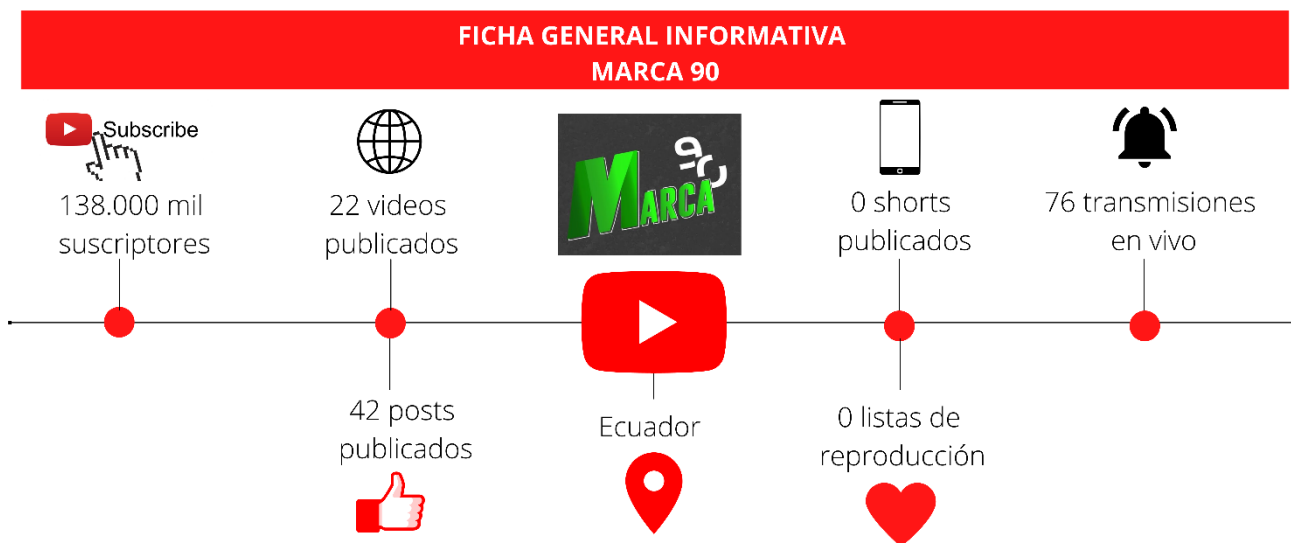 FICHA GENERAL INFORMATIVA
MARCA 90
Subscribe
138.000 mil
suscriptores
22 videos
publicados
MARCA
90
0 shorts
publicados
76 transmisiones
en vivo
42 posts
publicados
Ecuador
0 listas de
reproducción